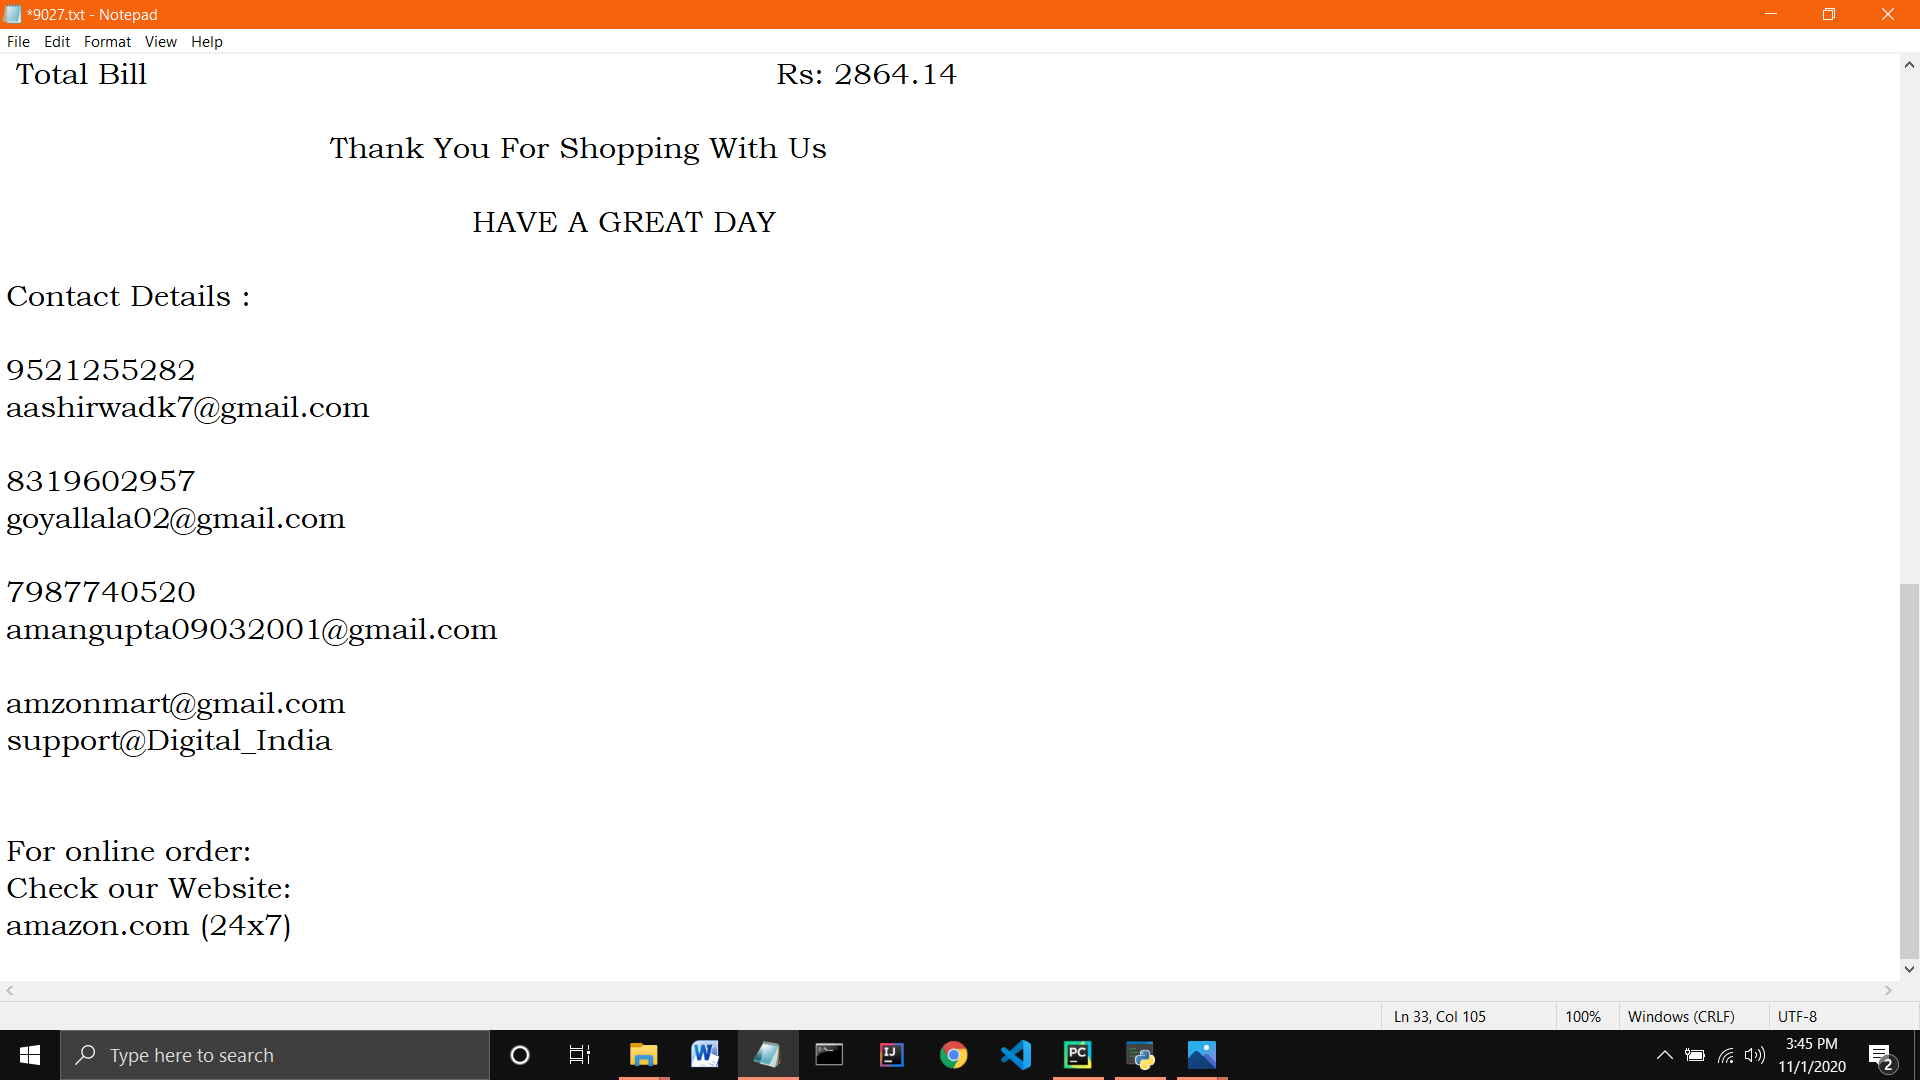 *9027.txt - Notepad
File Edit Format View Help
Total Bill Rs: 2864.14
Thank You For Shopping With Us
HAVE A GREAT DAY
Contact Details :
9521255282
aashirwadk7@gmail.com
8319602957
goyallala02@gmail.com
7987740520
amangupta09032001@gmail.com
amzonmart@gmail.com
support@Digital_India
For online order:
Check our Website:
amazon.com (24x7)
Ln 33, Col 105 100% Windows (CRLF) UTF-8
Type here to search
W IJ PC
3:45 PM
11/1/2020
2